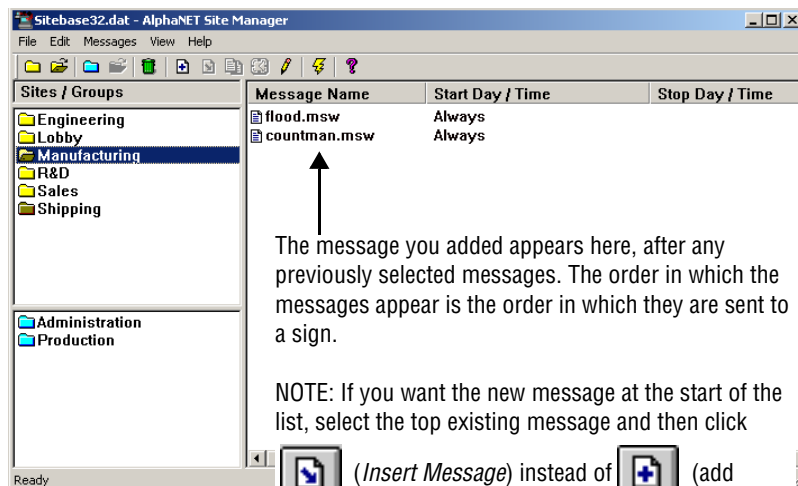 Sitebase32.dat - AlphaNET Site Manager
File Edit Messages View Help
Sites / Groups
Message Name Start Day / Time Stop Day / Time
Engineering
Lobby
Manufacturing
R&D
Sales
Shipping
flood.msw Always
countman.msw Always
The message you added appears here, after any
previously selected messages. The order in which the
messages appear is the order in which they are sent to
a sign.
Administration
Production
NOTE: If you want the new message at the start of the
list, select the top existing message and then click
(Insert Message) instead of (add
Ready